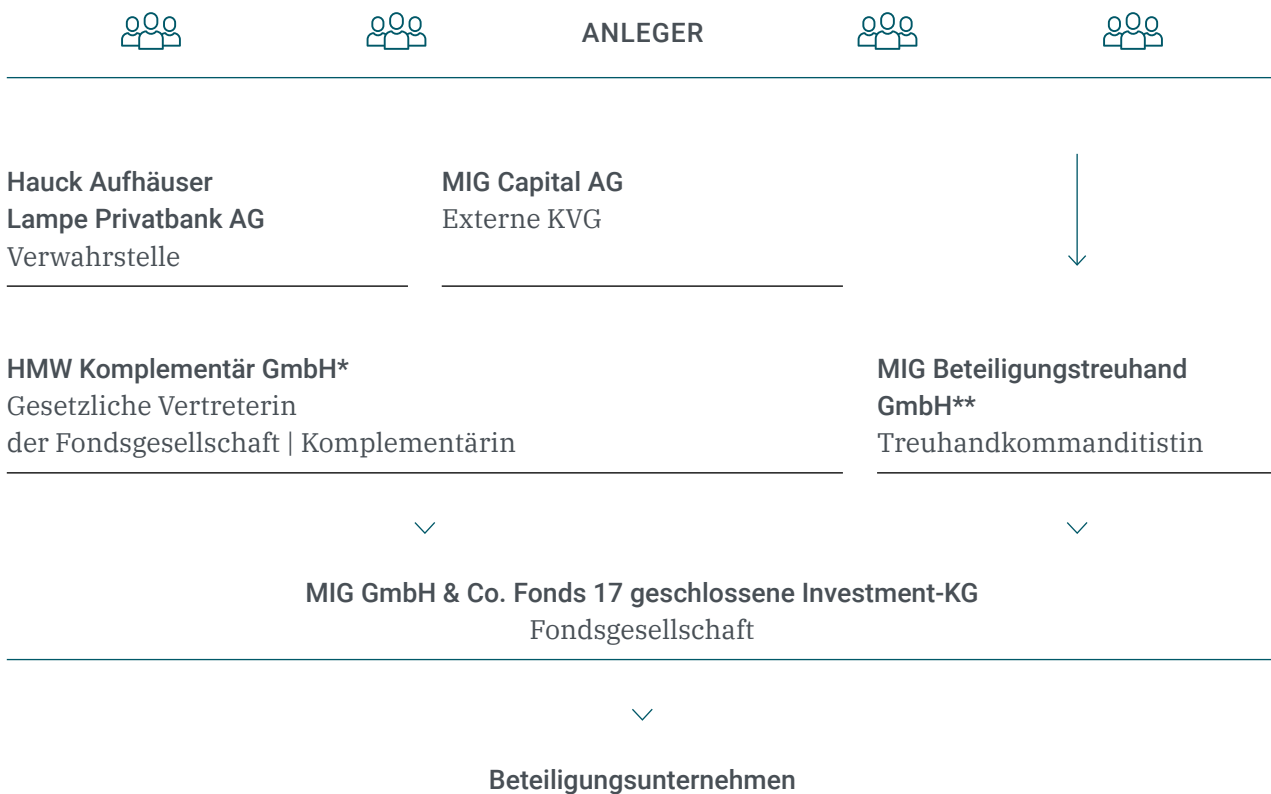 ANLEGER
Hauck Aufhäuser
Lampe Privatbank AG
Verwahrstelle
MIG Capital AG
Externe KVG
HMW Komplementär GmbH*
Gesetzliche Vertreterin
der Fondsgesellschaft | Komplementärin
MIG Beteiligungstreuhand
GmbH**
Treuhandkommanditistin
MIG GmbH & Co. Fonds 17 geschlossene Investment-KG
Fondsgesellschaft
Beteiligungsunternehmen